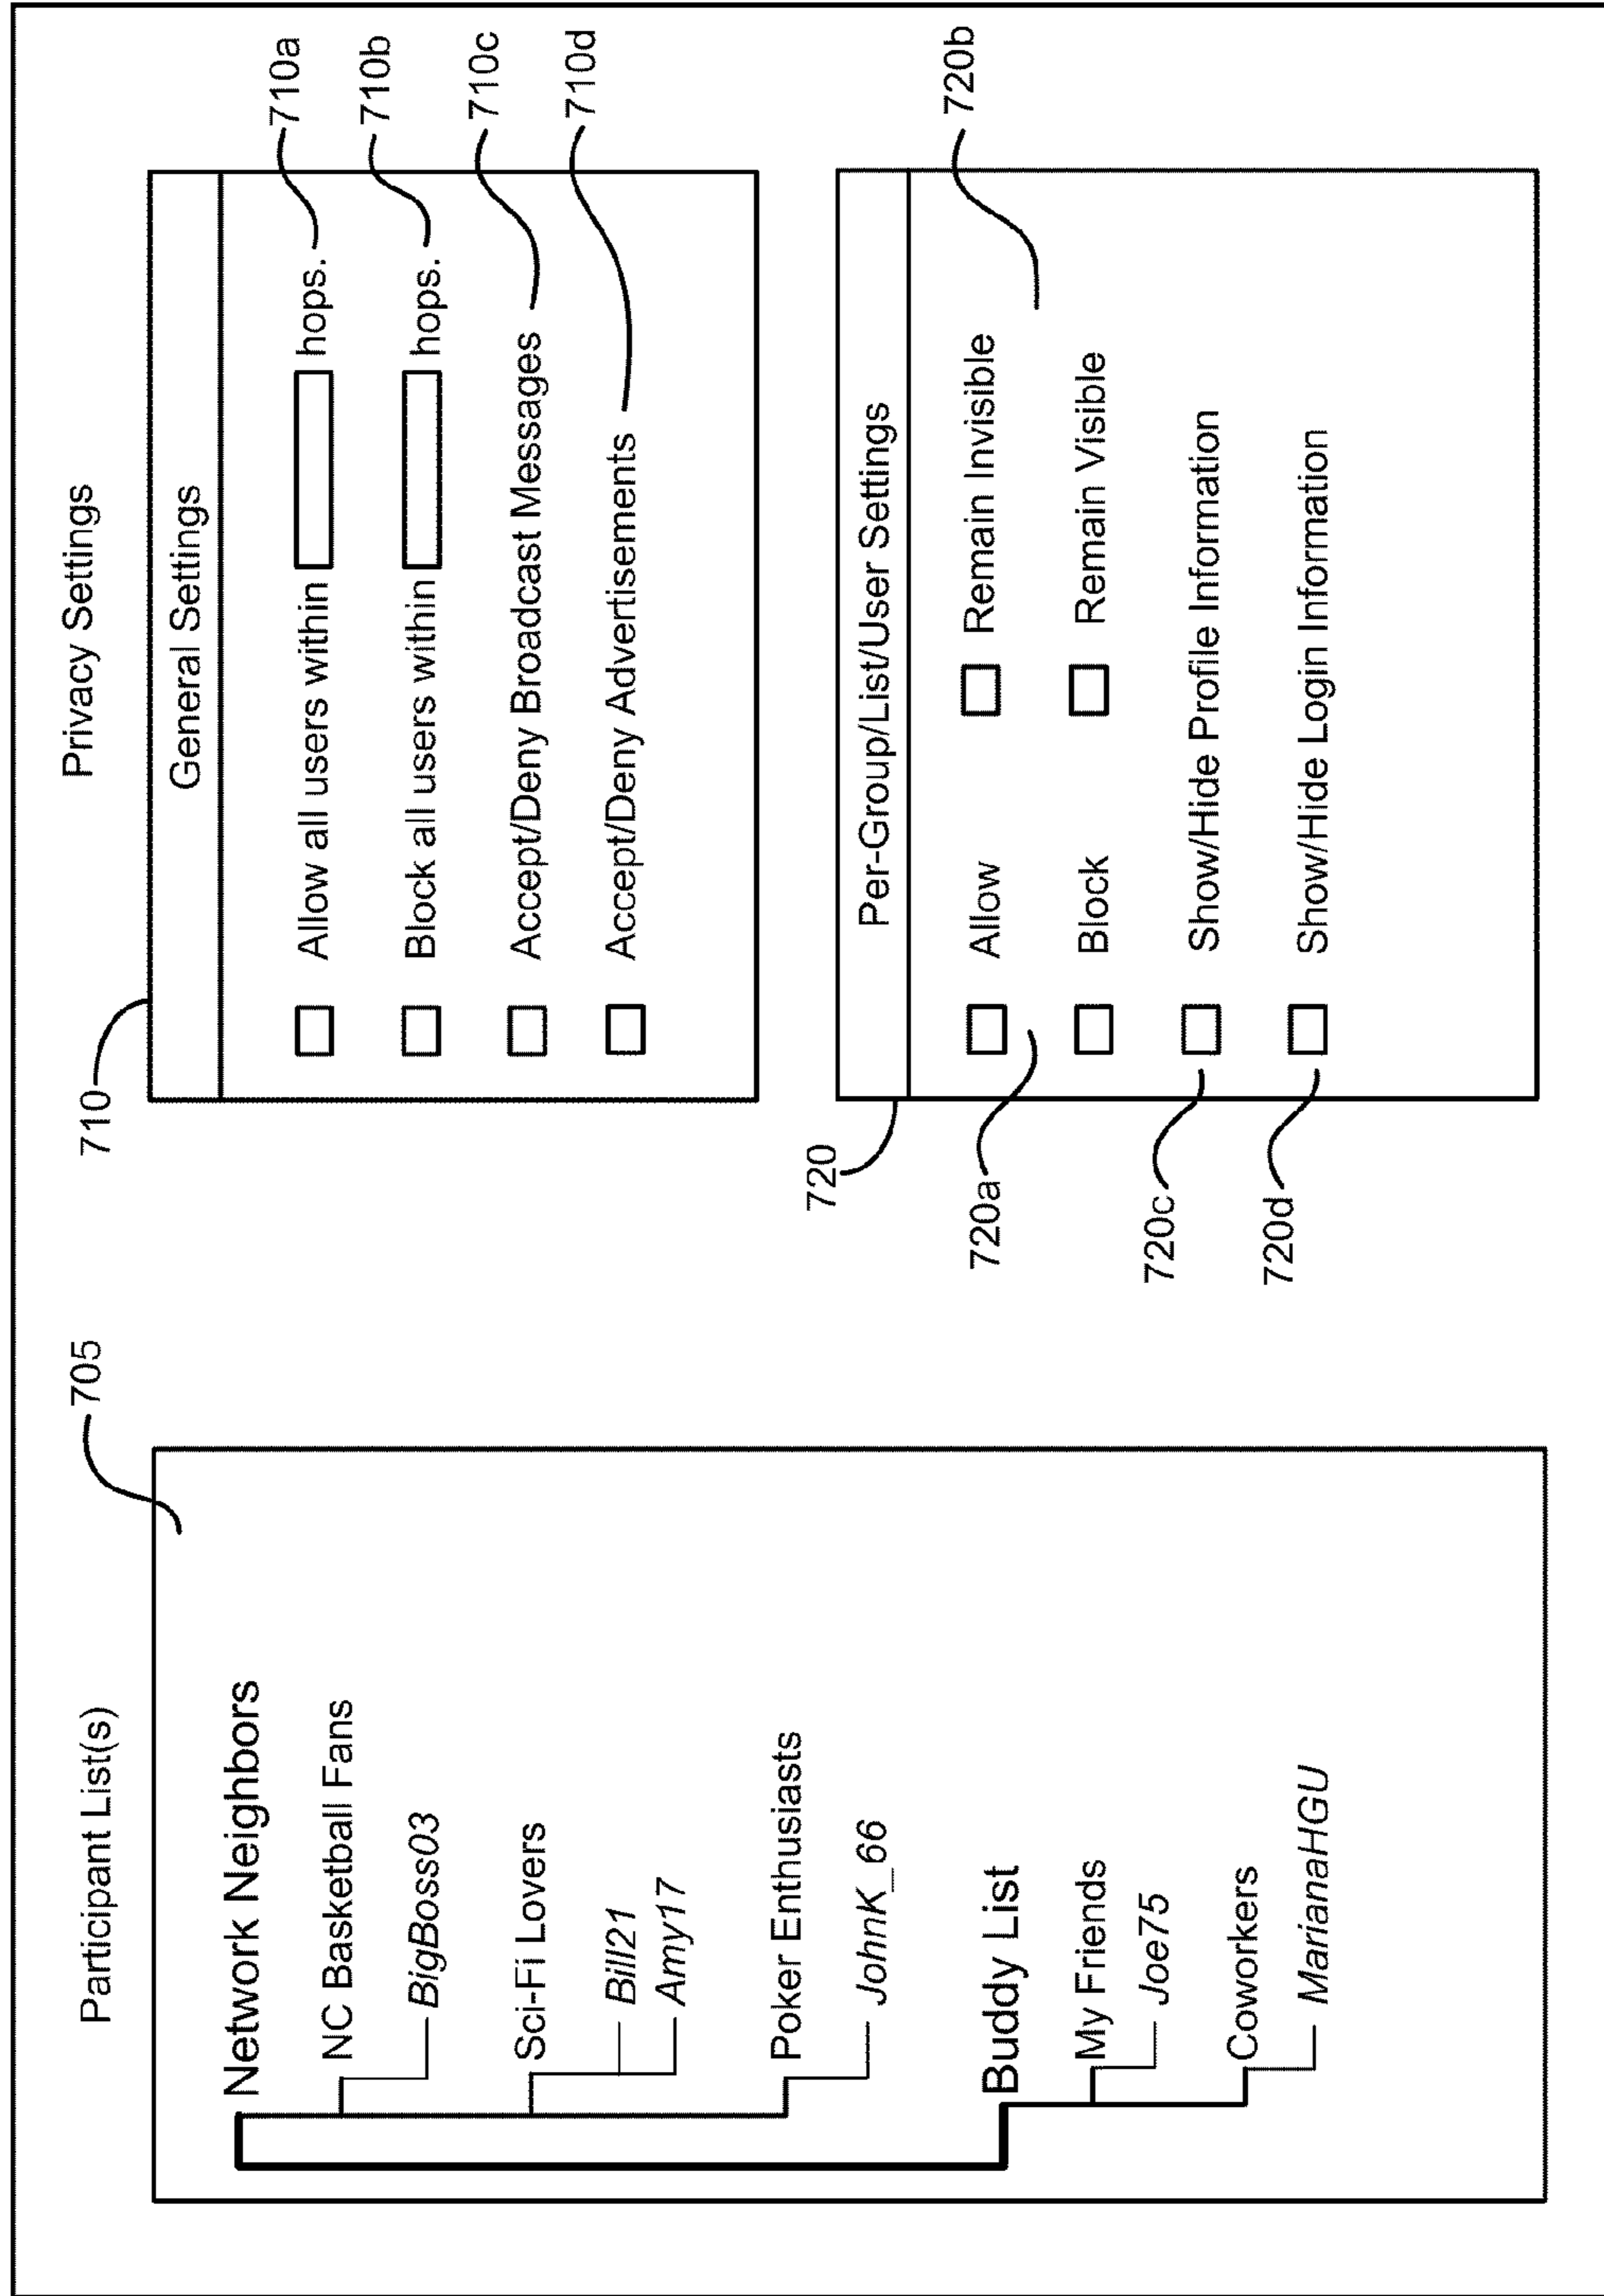 Participant List(s)
705
Network Neighbors
NC Basketball Fans
BigBoss03
Sci-Fi Lovers
Bill21
Amy17
Poker Enthusiasts
JohnK_66
Buddy List
My Friends
Joe75
Coworkers
MarianaHGU
Privacy Settings
710
General Settings
Allow all users within hops.
710a
Block all users within hops.
710b
Accept/Deny Broadcast Messages
710c
Accept/Deny Advertisements
710d
720
Per-Group/List/User Settings
720a
Allow
Remain Invisible
720b
Block
Remain Visible
720c
Show/Hide Profile Information
720d
Show/Hide Login Information